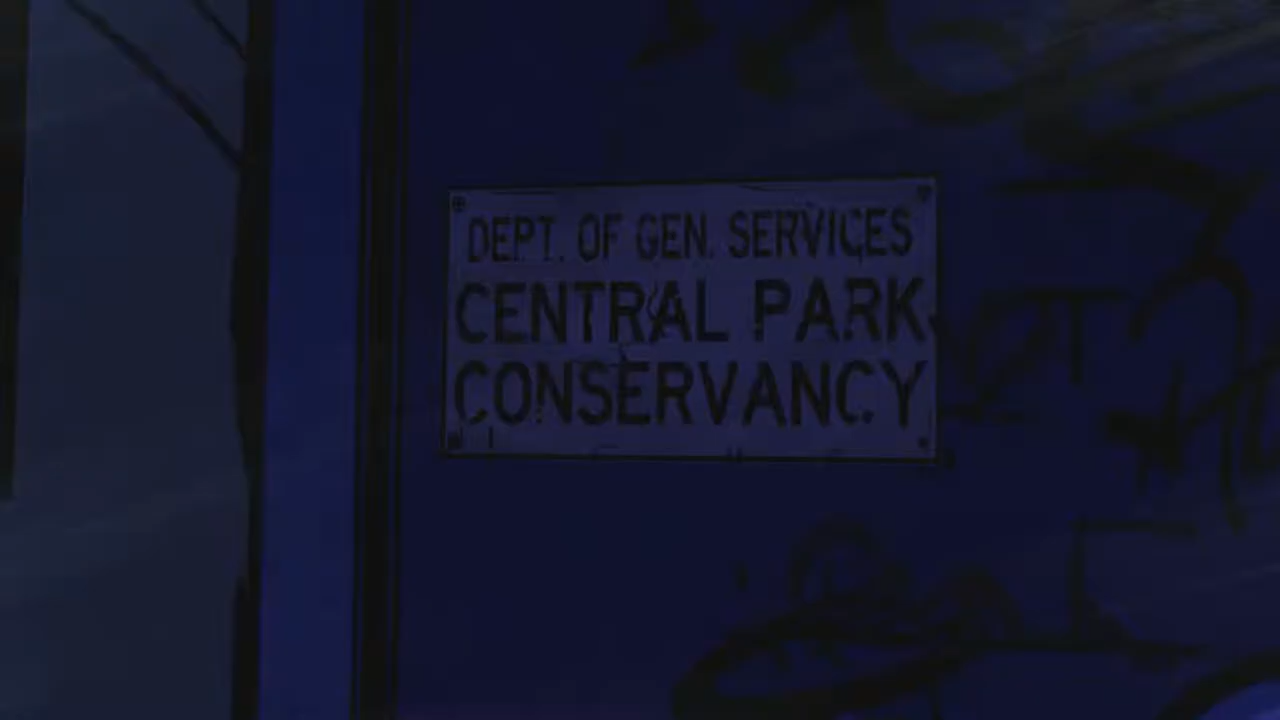 DEPT. OF GEN. SERVICES
CENTRAL PARK
CONSERVANCY